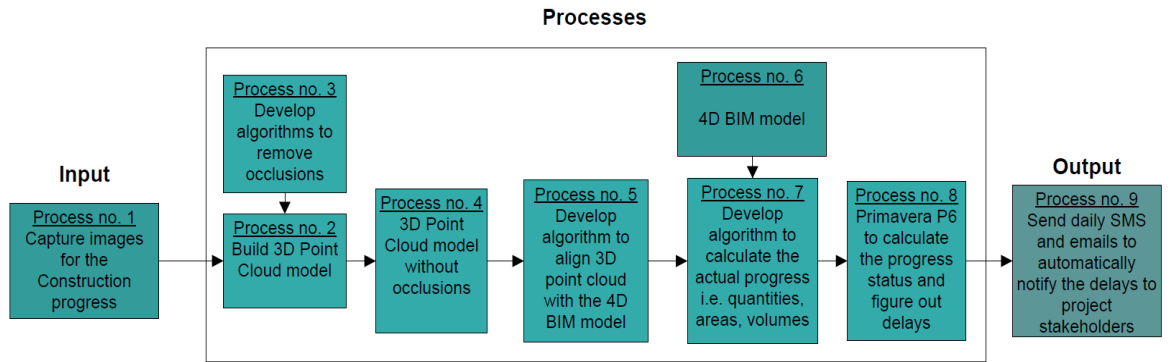 Processes
Input
Process no. 1
Capture images
for the
Construction
progress
Process no. 3
Develop
algorithms to
remove
occlusions
Process no. 2
Build 3D Point
Cloud model
Process no. 4
3D Point
Cloud model
without
occlusions
Process no. 5
Develop
algorithm to
align 3D
point cloud
with the 4D
BIM model
Process no. 6
4D BIM model
Process no. 7
Develop
algorithm to
calculate the
actual progress
i.e. quantities,
areas, volumes
Process no. 8
Primavera P6
to calculate
the progress
status and
figure out
delays
Output
Process no. 9
Send daily SMS
and emails to
automatically
notify the delays to
project
stakeholders